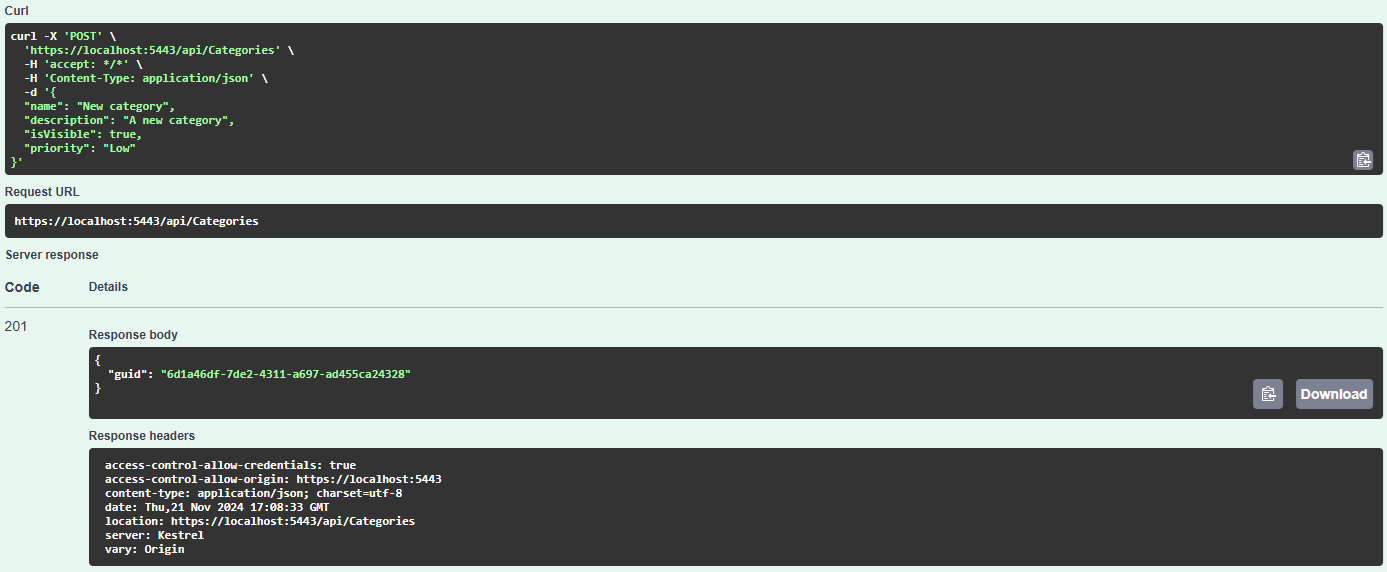 Curl
curl -X 'POST' \
  'https://localhost:5443/api/Categories' \
  -H 'accept: */*' \
  -H 'Content-Type: application/json' \
  -d '{
  "name": "New category",
  "description": "A new category",
  "isVisible": true,
  "priority": "Low"
}'
Request URL
https://localhost:5443/api/Categories
Server response
Code Details
201
Response body
{
  "guid": "6d1a46df-7de2-4311-a697-ad455ca24328"
}
Download
Response headers
access-control-allow-credentials: true
access-control-allow-origin: https://localhost:5443
content-type: application/json; charset=utf-8
date: Thu,21 Nov 2024 17:08:33 GMT
location: https://localhost:5443/api/Categories
server: Kestrel
vary: Origin